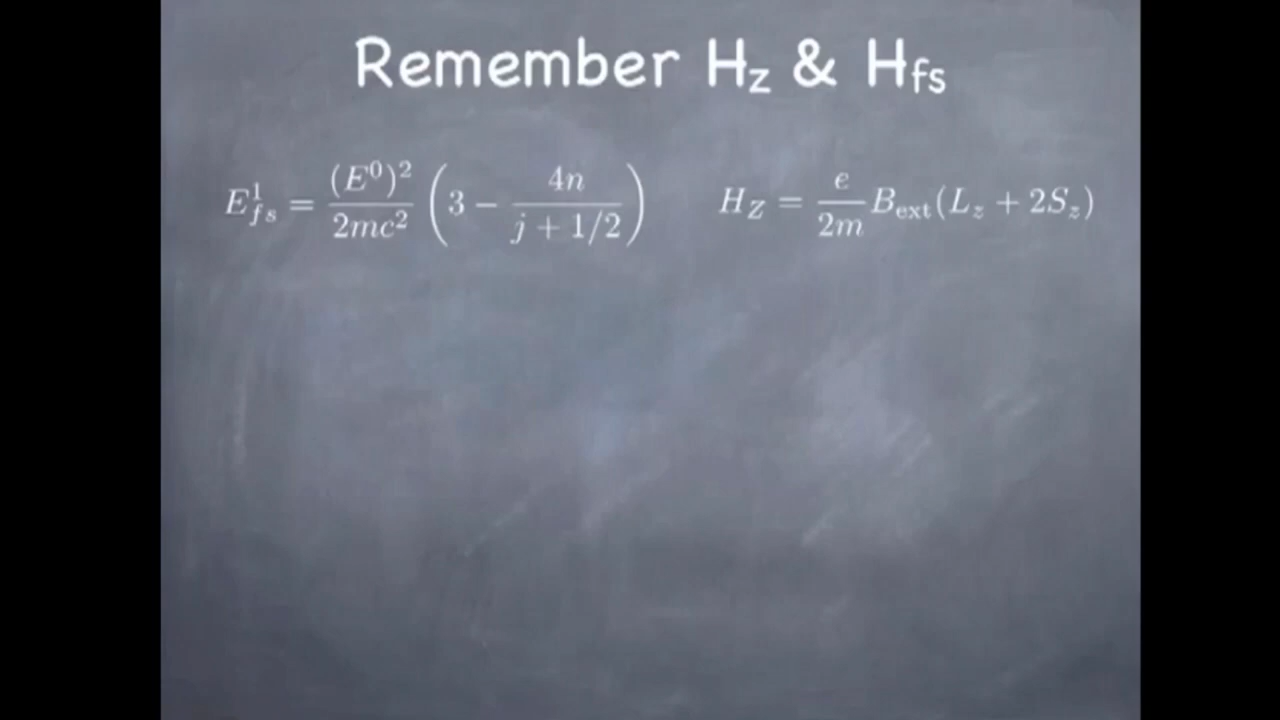 Remember Hz & Hfs
E^1_{fs} = \frac{(E^0)^2}{2mc^2} \left( 3 - \frac{4n}{j + 1/2} \right)
H_Z = \frac{e}{2m} B_{ext} (L_z + 2S_z)